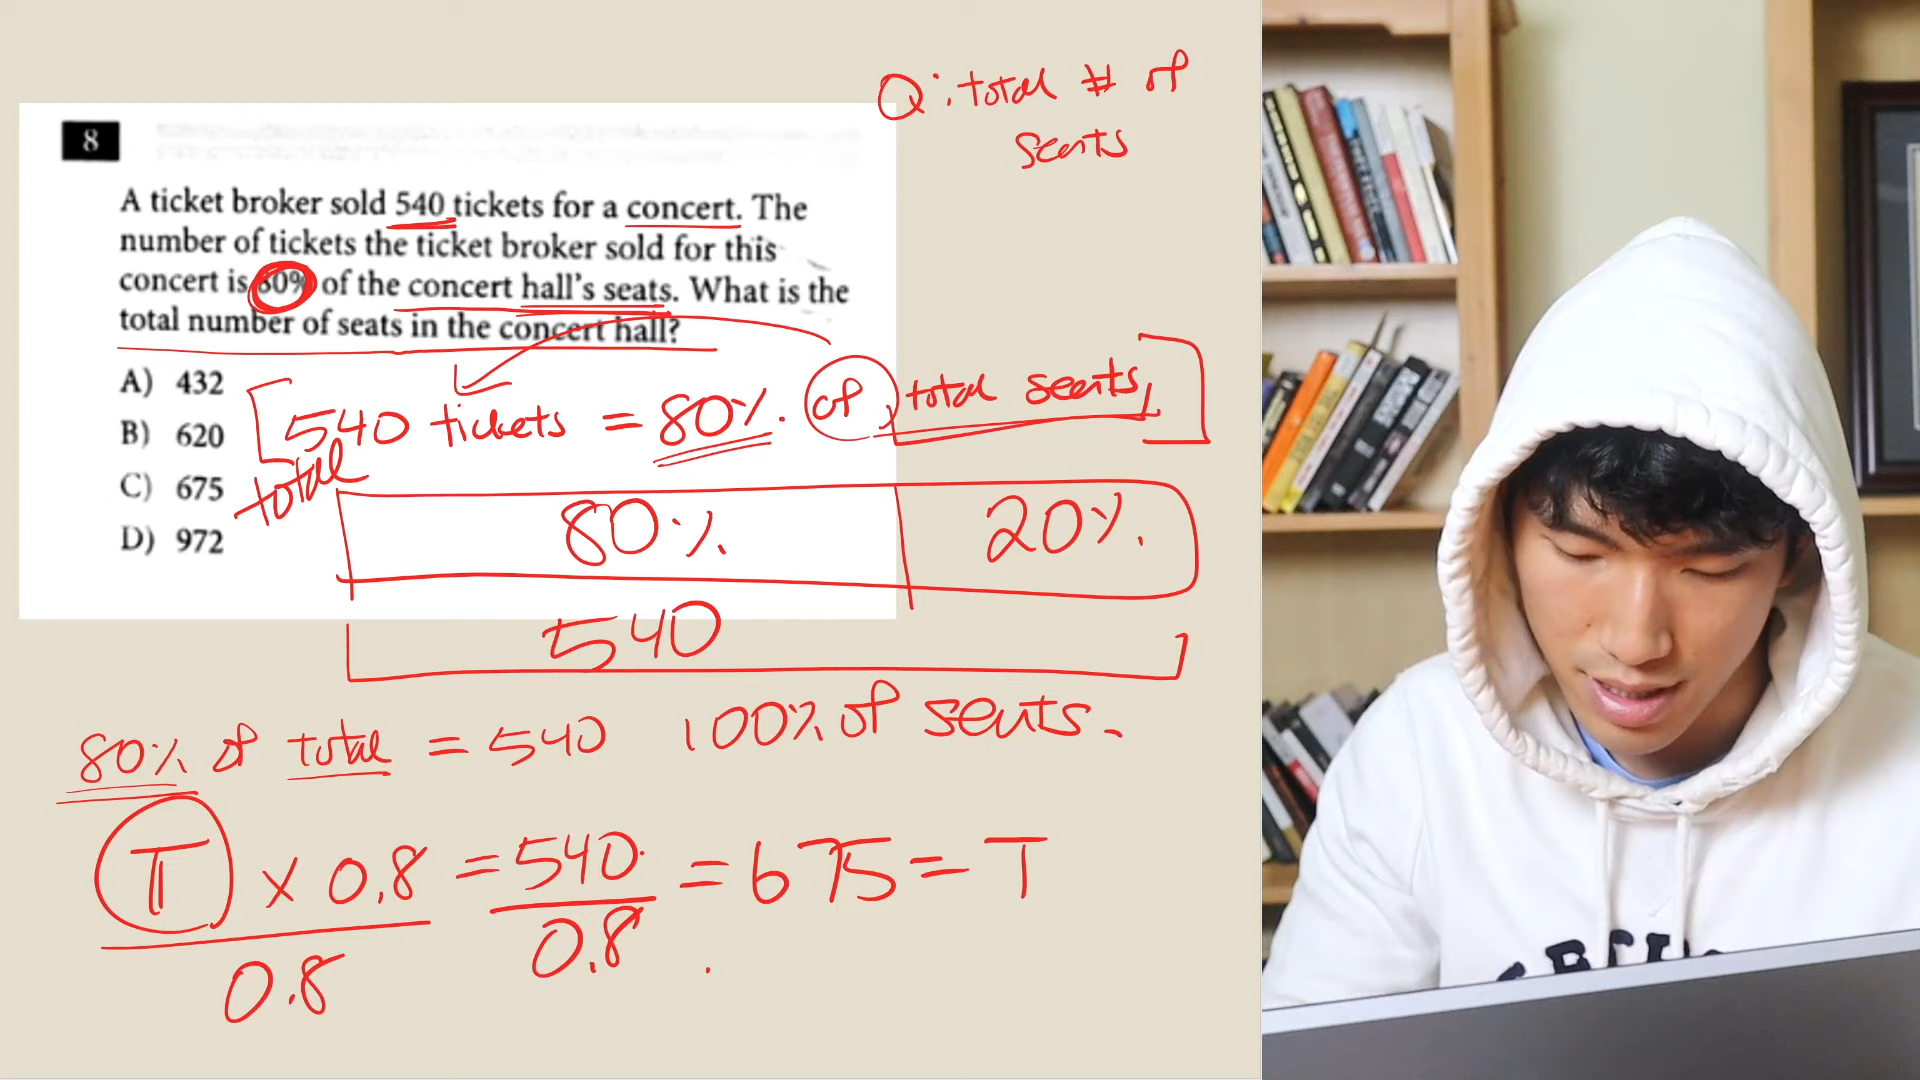 Q: total # of
seats
8
A ticket broker sold 540 tickets for a concert. The
number of tickets the ticket broker sold for this
concert is 80% of the concert hall's seats. What is the
total number of seats in the concert hall?
A) 432
B) 620
C) 675
D) 972
540 tickets = 80% of total seats
total
80% 20%
540
80% of total = 540 100% of seats.
T x 0.8 = 540 = 675 = T
0.8 0.8